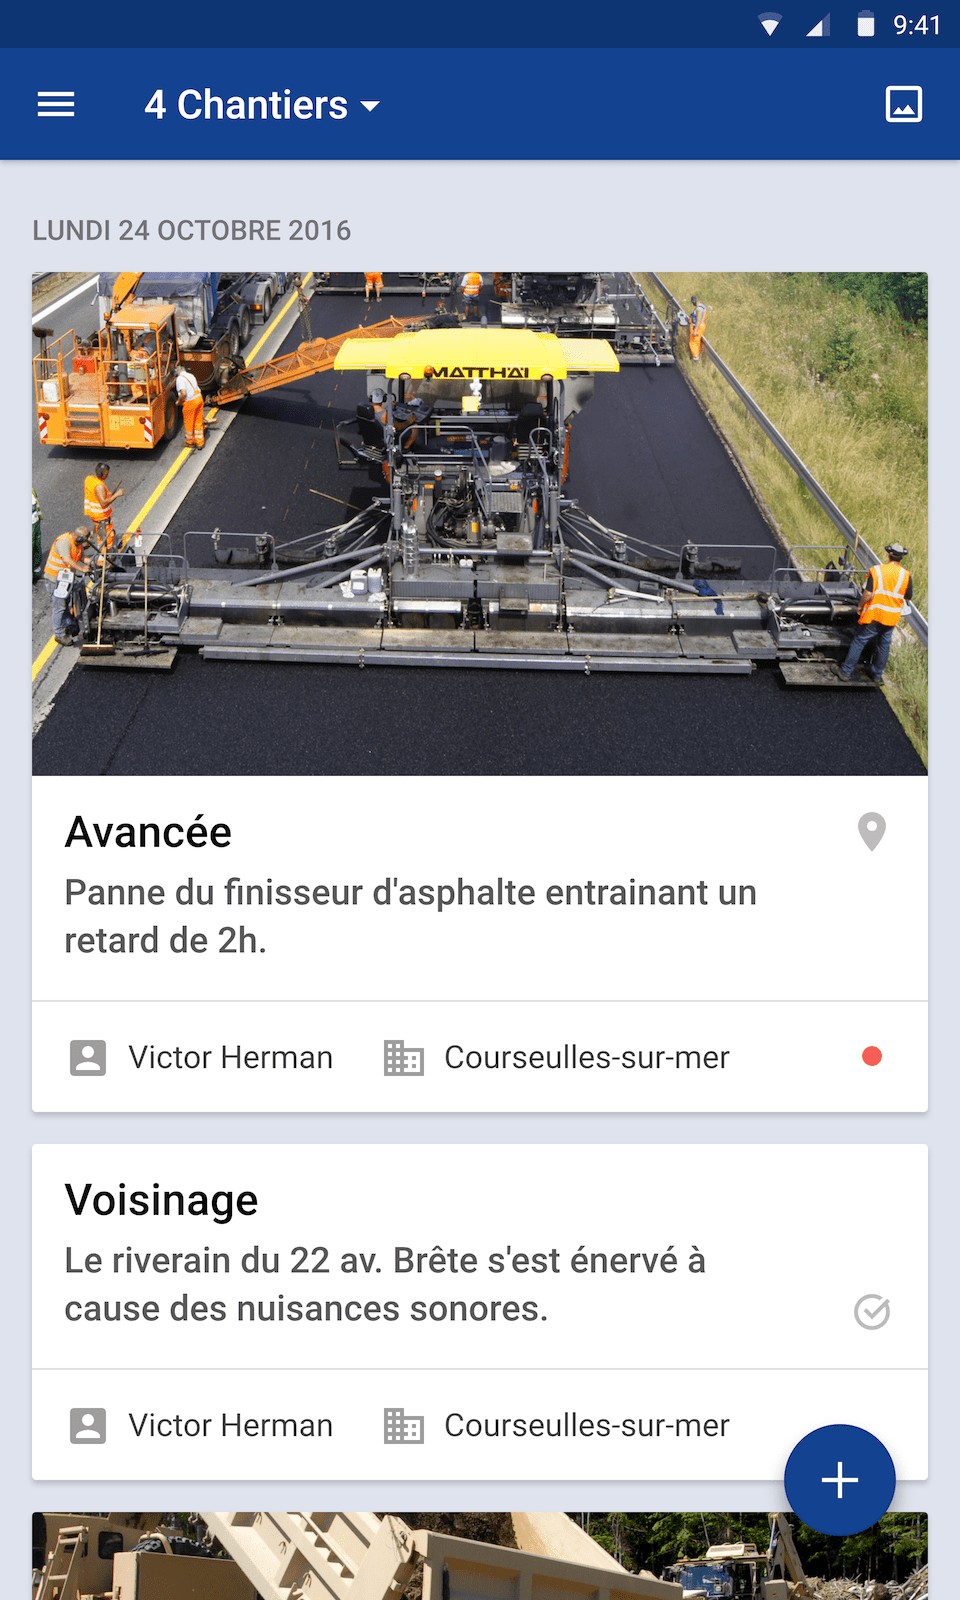 9:41
4 Chantiers
LUNDI 24 OCTOBRE 2016
MATTHÄI
Avancée
Panne du finisseur d'asphalte entrainant un
retard de 2h.
Victor Herman
Courseulles-sur-mer
Voisinage
Le riverain du 22 av. Brête s'est énervé à
cause des nuisances sonores.
Victor Herman
Courseulles-sur-mer